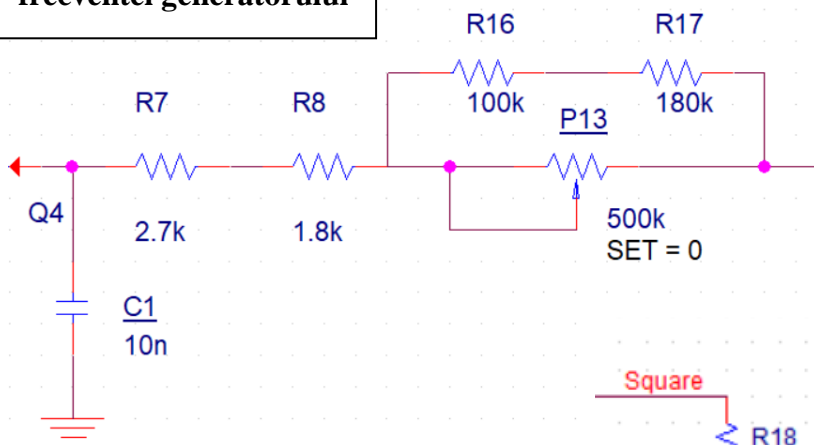 frecvenței generatorului
R16
R17
100k
180k
R7
R8
P13
Q4
2.7k
1.8k
500k
SET = 0
C1
10n
Square
R18